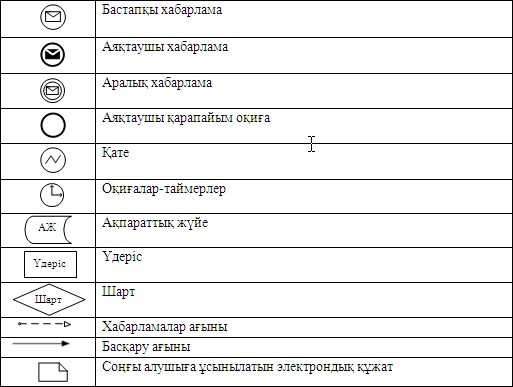 Бастапқы хабарлама
Аяқтаушы хабарлама
Аралық хабарлама
Аяқтаушы қарапайым оқиға
Қате
Оқиғалар-таймерлер
АЖ Ақпараттық жүйе
Үдеріс Үдеріс
Шарт Шарт
Хабарламалар ағыны
Басқару ағыны
Соңғы алушыға ұсынылатын электрондық құжат